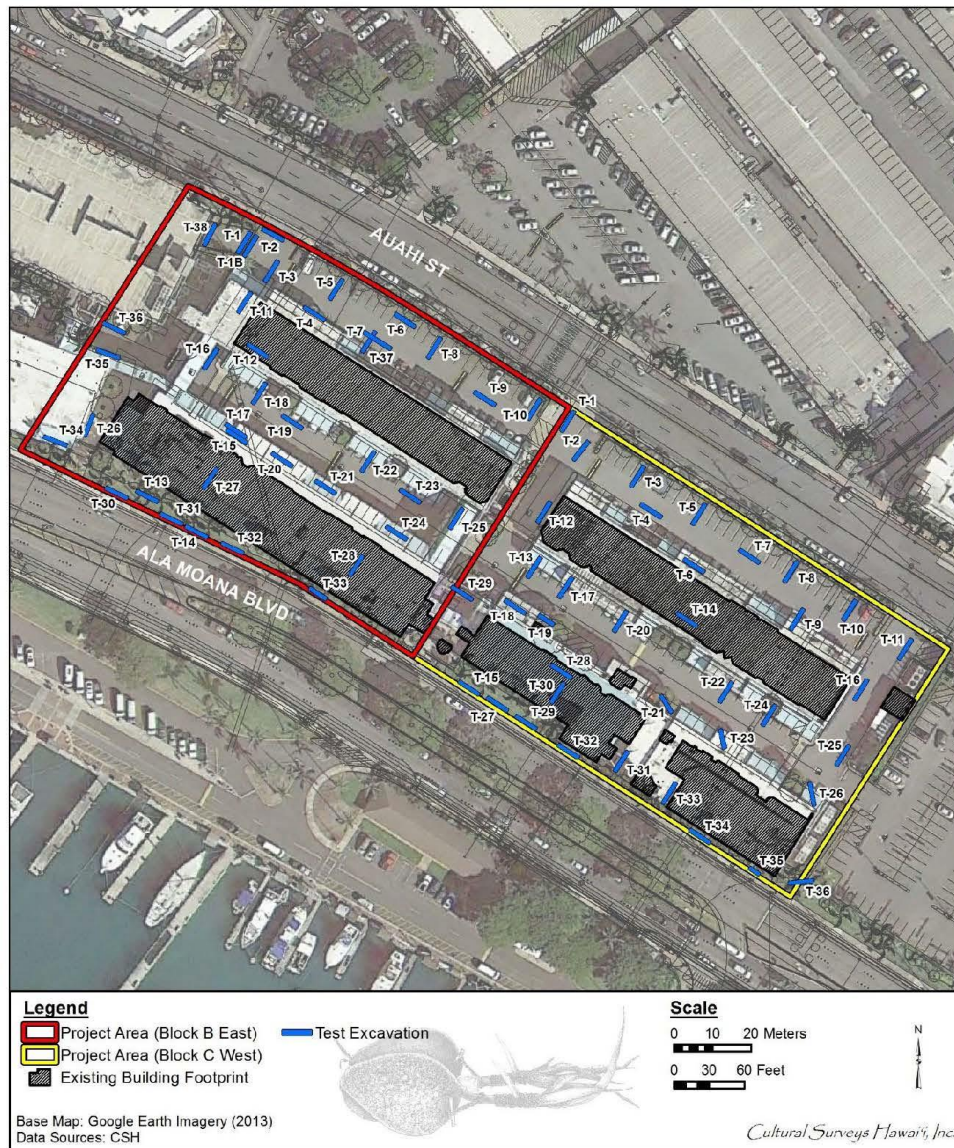 AUAHI ST
T-38
T-1
T-2
T-1B
T-3
T-5
T-36
T-11
T-4
T-6
T-7
T-8
T-35
T-16
T-12
T-37
T-9
T-10
T-1
T-18
T-2
T-34
T-26
T-17
T-19
T-15
T-22
T-3
T-20
T-21
T-23
T-4
T-5
T-13
T-27
T-30
T-31
T-24
T-25
T-12
T-7
T-14
T-32
T-28
T-13
T-6
T-8
ALA MOANA BLVD
T-33
T-29
T-17
T-14
T-9
T-10
T-18
T-19
T-20
T-11
T-15
T-28
T-30
T-16
T-22
T-27
T-29
T-21
T-24
T-32
T-23
T-25
T-31
T-33
T-26
T-34
T-35
T-36
Legend
Project Area (Block B East)
Test Excavation
Project Area (Block C West)
Existing Building Footprint
Base Map: Google Earth Imagery (2013)
Data Sources: CSH
Scale
0 10 20 Meters
0 30 60 Feet
N
Cultural Surveys Hawai'i, Inc.